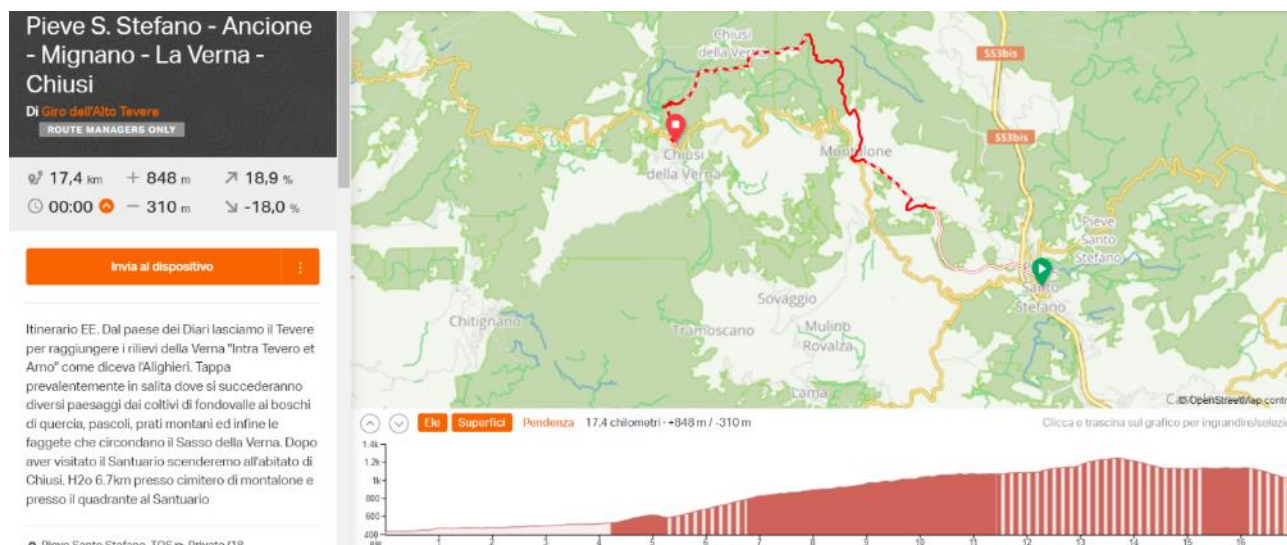 Pieve S. Stefano - Ancione
- Mignano - La Verna -
Chiusi
Di Giro dell'Alto Tevere
ROUTE MANAGERS ONLY
17,4 km + 848 m 18,9 %
00:00 − 310 m -18,0 %
Invia al dispositivo
Itinerario EE. Dal paese dei Diari lasciamo il Tevere
per raggiungere i rilievi della Verna "Intra Tevero et
Arno" come diceva l'Alighieri. Tappa
prevalentemente in salita dove si succederanno
diversi paesaggi dai coltivi di fondovalle ai boschi
di quercia, pascoli, prati montani ed infine le
faggete che circondano il Sasso della Verna. Dopo
aver visitato il Santuario scenderemo all'abitato di
Chiusi. H2o 6.7km presso cimitero di montalone e
presso il quadrante al Santuario
Pieve Santo Stefano, TOS
Chiusi
della Verna
SS3bis
SS3bis
Montalone
Chiusi
della Verna
Pieve
Santo
Stefano
Santo
Stefano
Sovaggio
Chitignano
Tramoscano
Mulino
Rovalza
Lama
© OpenStreetMap contr
Ele Superfici Pendenza 17.4 chilometri · +848 m / -310 m
Clicca e trascina sul grafico per ingrandire/selezi
1.4k
1.2k
1k
800
600
400
ele 1 2 3 4 5 6 7 8 9 10 11 12 13 14 15 16